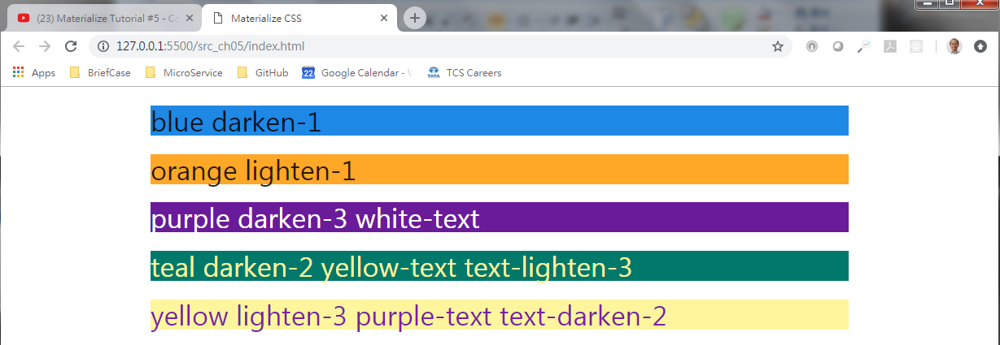 (23) Materialize Tutorial #5 - Co
Materialize CSS
127.0.0.1:5500/src_ch05/index.html
Apps BriefCase MicroService GitHub 22 Google Calendar - TATA TCS Careers
blue darken-1
orange lighten-1
purple darken-3 white-text
teal darken-2 yellow-text text-lighten-3
yellow lighten-3 purple-text text-darken-2